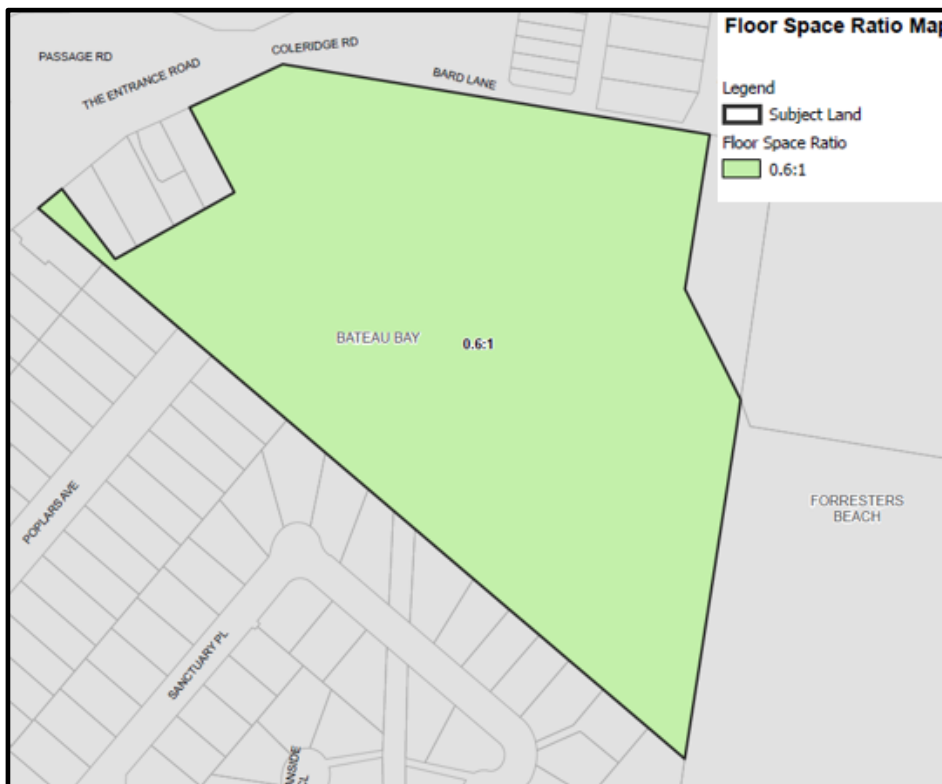 Floor Space Ratio Map
Legend
Subject Land
Floor Space Ratio
0.6:1
PASSAGE RD
COLERIDGE RD
THE ENTRANCE ROAD
BARD LANE
BATEAU BAY
0.6:1
FORRESTERS
BEACH
POPLARS AVE
SANCTUARY PL